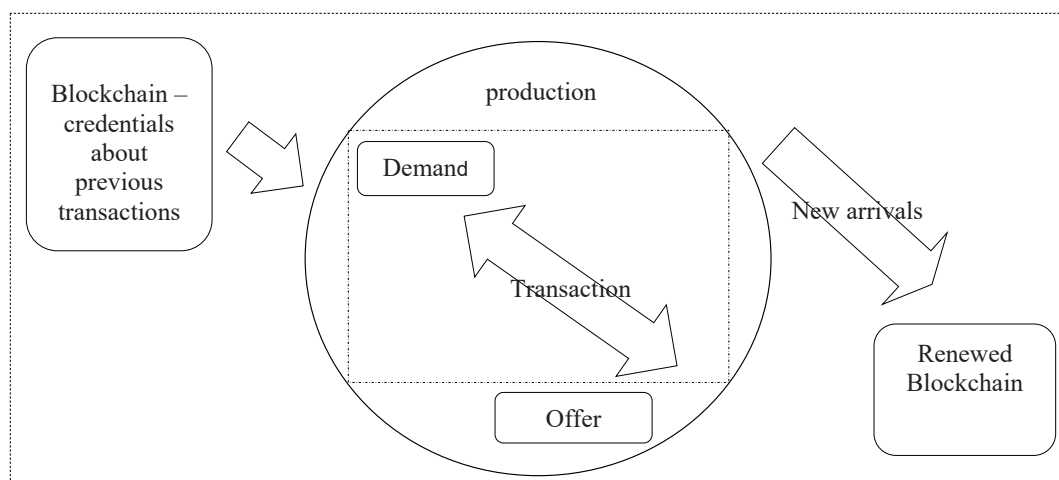 Blockchain –
credentials
about
previous
transactions
production
Demand
Transaction
Offer
New arrivals
Renewed
Blockchain